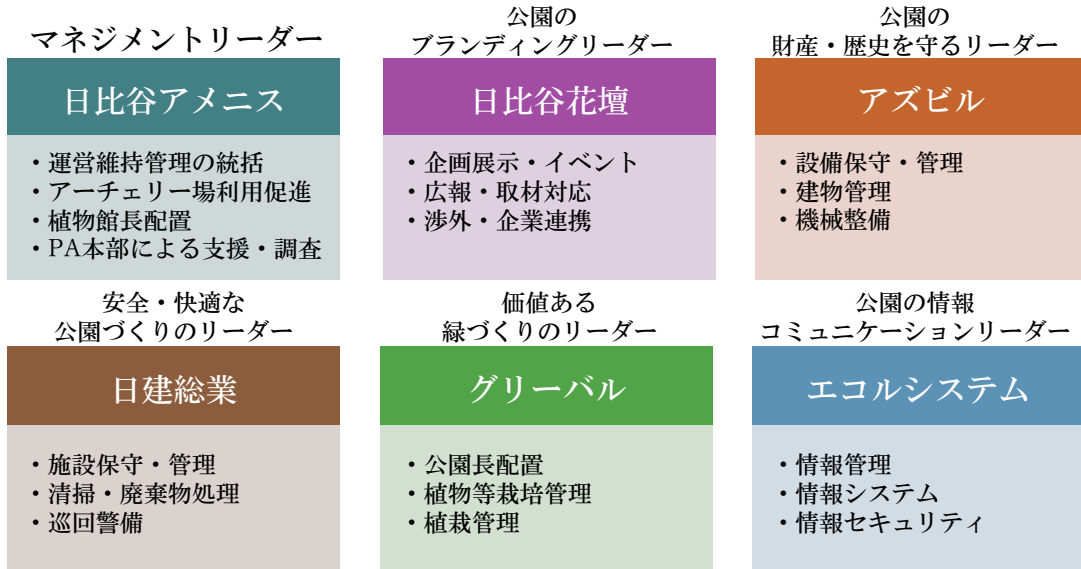 マネジメントリーダー
日比谷アメニス
・運営維持管理の統括
・アーチェリー場利用促進
・植物館長配置
・PA本部による支援・調査
公園の
ブランディングリーダー
日比谷花壇
・企画展示・イベント
・広報・取材対応
・渉外・企業連携
公園の
財産・歴史を守るリーダー
アズビル
・設備保守・管理
・建物管理
・機械整備
安全・快適な
公園づくりのリーダー
日建総業
・施設保守・管理
・清掃・廃棄物処理
・巡回警備
価値ある
緑づくりのリーダー
グリーバル
・公園長配置
・植物等栽培管理
・植栽管理
公園の情報
コミュニケーションリーダー
エコルシステム
・情報管理
・情報システム
・情報セキュリティ